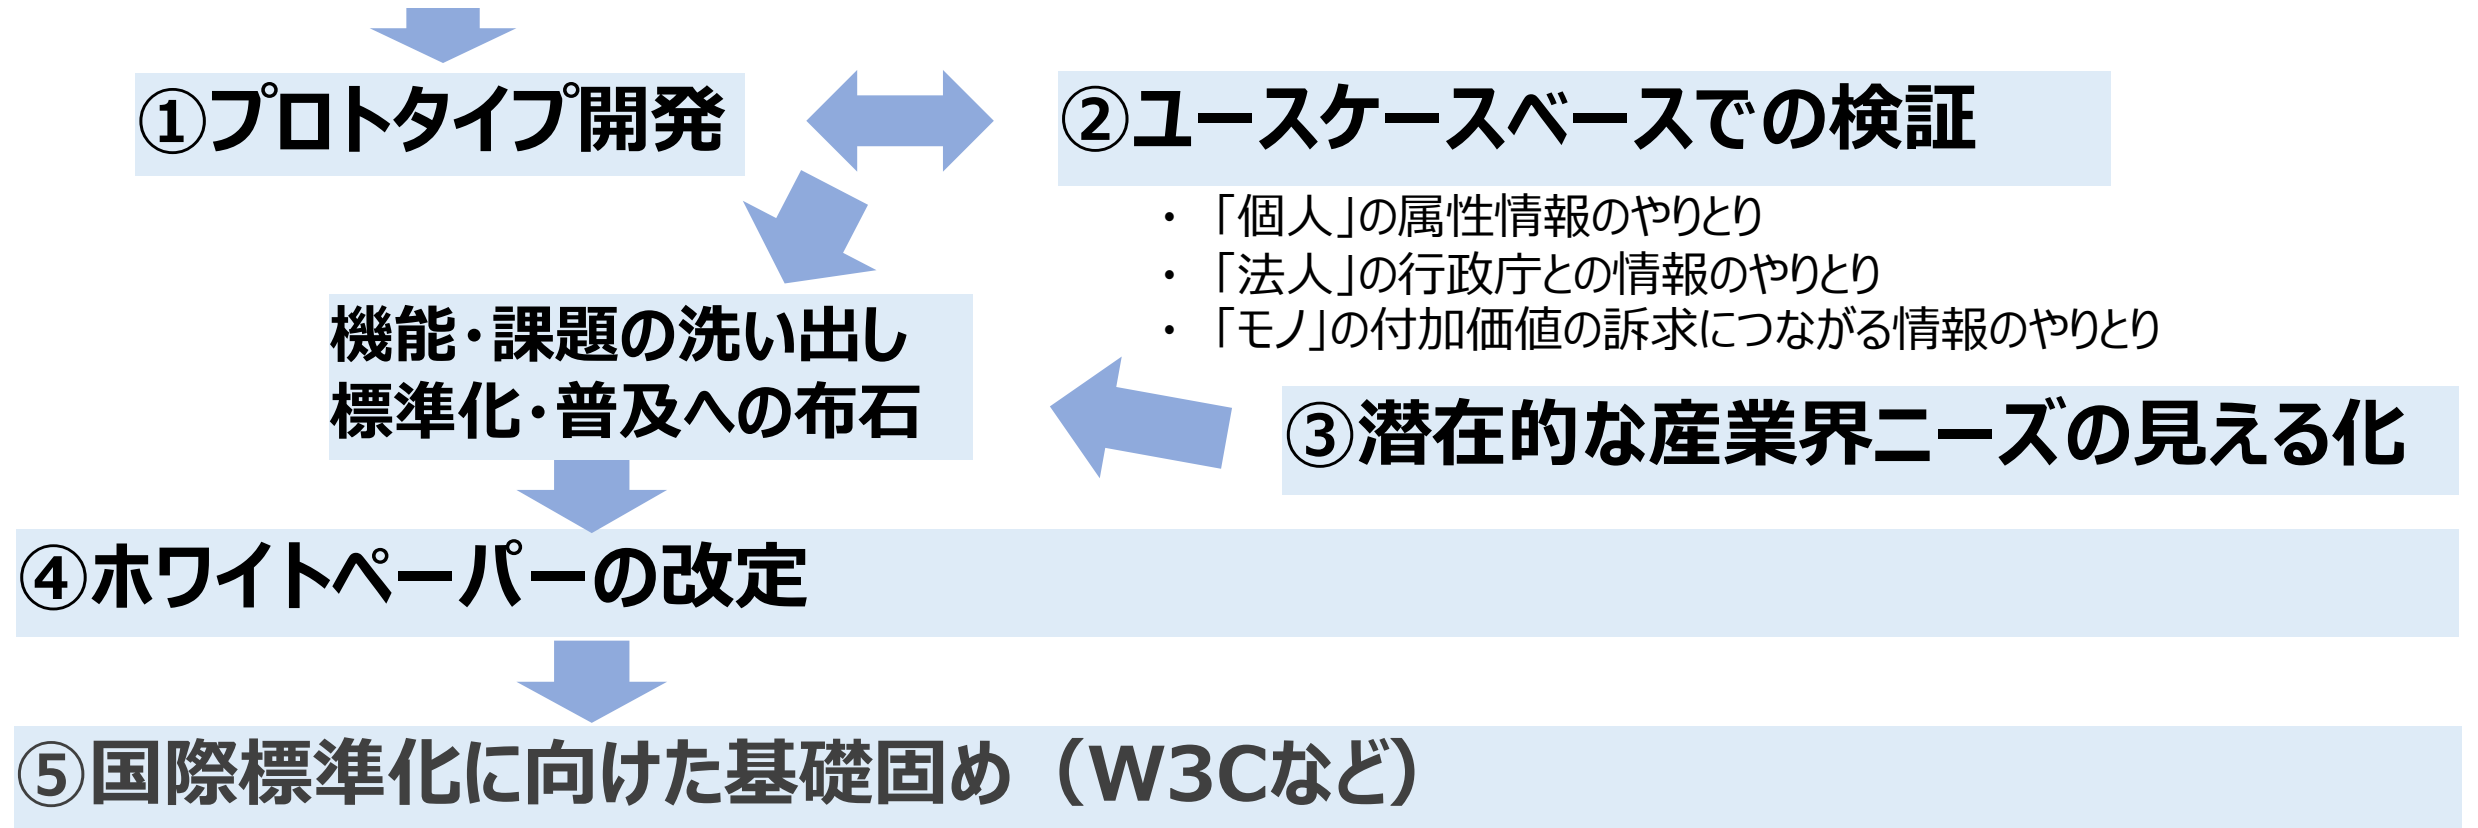 ①プロトタイプ開発
②ユースケースベースでの検証
・「個人」の属性情報のやりとり
・「法人」の行政庁との情報のやりとり
・「モノ」の付加価値の訴求につながる情報のやりとり
機能・課題の洗い出し
標準化・普及への布石
③潜在的な産業界ニーズの見える化
④ホワイトペーパーの改定
⑤国際標準化に向けた基礎固め（W3Cなど）